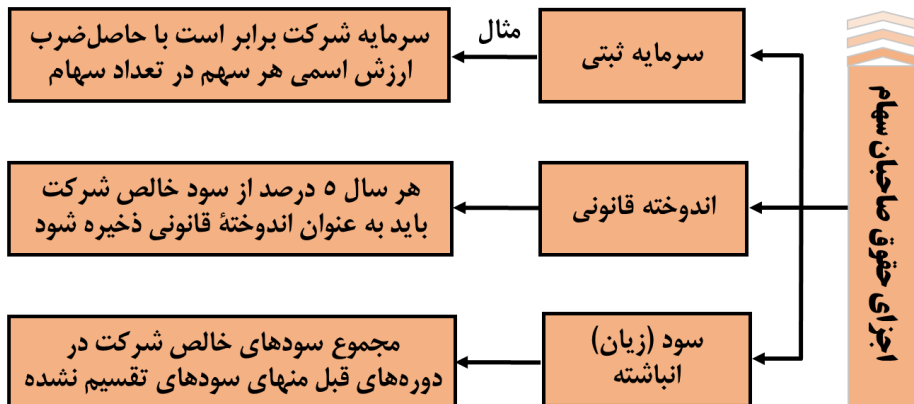 اجزای حقوق صاحبان سهام
سرمایه ثبتی
مثال
سرمایه شرکت برابر است با حاصل‌ضرب
ارزش اسمی هر سهم در تعداد سهام
اندوخته قانونی
هر سال ۵ درصد از سود خالص شرکت
باید به عنوان اندوختهٔ قانونی ذخیره شود
سود (زیان)
انباشته
مجموع سودهای خالص شرکت در
دوره‌های قبل منهای سودهای تقسیم نشده